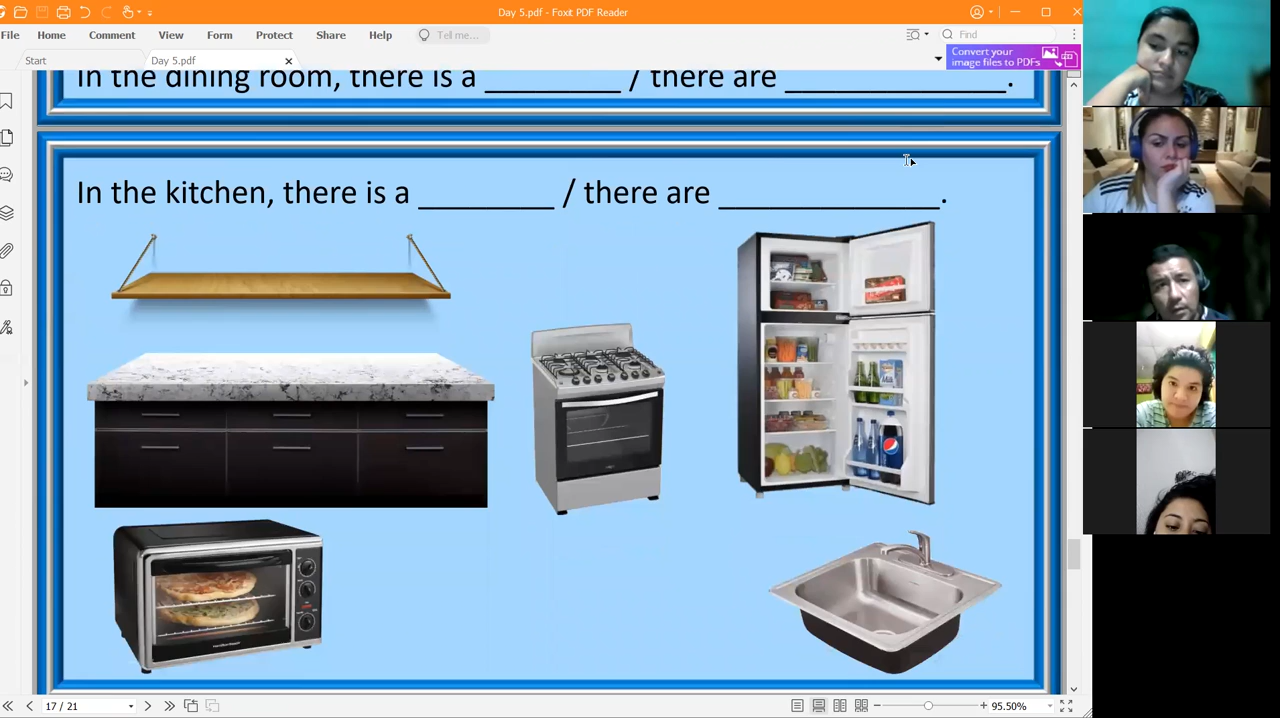 Day 5.pdf - Foxit PDF Reader
File Home Comment View Form Protect Share Help Tell me... Find
Start Day 5.pdf
Convert your
image files to PDFs
In the dining room, there is a ________ / there are _____________.
In the kitchen, there is a ________ / there are _____________.
17 / 21 95.50%